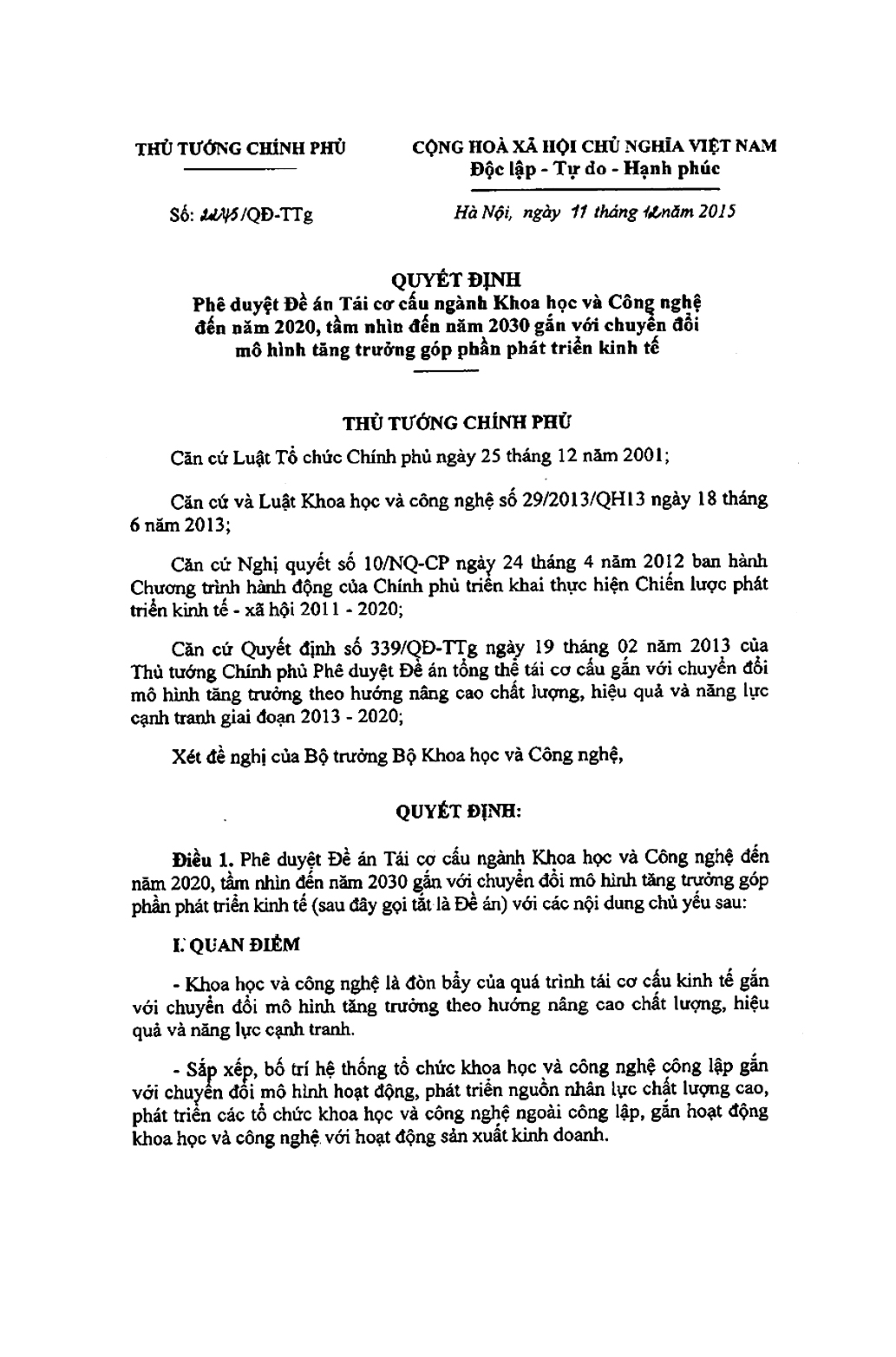 THỦ TƯỚNG CHÍNH PHỦ
CỘNG HOÀ XÃ HỘI CHỦ NGHĨA VIỆT NAM
Độc lập - Tự do - Hạnh phúc
Số: /QĐ-TTg
Hà Nội, ngày 11 tháng 12 năm 2015
QUYẾT ĐỊNH
Phê duyệt Đề án Tái cơ cấu ngành Khoa học và Công nghệ
đến năm 2020, tầm nhìn đến năm 2030 gắn với chuyển đổi
mô hình tăng trưởng góp phần phát triển kinh tế
THỦ TƯỚNG CHÍNH PHỦ
Căn cứ Luật Tổ chức Chính phủ ngày 25 tháng 12 năm 2001;
Căn cứ và Luật Khoa học và công nghệ số 29/2013/QH13 ngày 18 tháng
6 năm 2013;
Căn cứ Nghị quyết số 10/NQ-CP ngày 24 tháng 4 năm 2012 ban hành
Chương trình hành động của Chính phủ triển khai thực hiện Chiến lược phát
triển kinh tế - xã hội 2011 - 2020;
Căn cứ Quyết định số 339/QĐ-TTg ngày 19 tháng 02 năm 2013 của
Thủ tướng Chính phủ Phê duyệt Đề án tổng thể tái cơ cấu gắn với chuyển đổi
mô hình tăng trưởng theo hướng nâng cao chất lượng, hiệu quả và năng lực
cạnh tranh giai đoạn 2013 - 2020;
Xét đề nghị của Bộ trưởng Bộ Khoa học và Công nghệ,
QUYẾT ĐỊNH:
Điều 1. Phê duyệt Đề án Tái cơ cấu ngành Khoa học và Công nghệ đến
năm 2020, tầm nhìn đến năm 2030 gắn với chuyển đổi mô hình tăng trưởng góp
phần phát triển kinh tế (sau đây gọi tắt là Đề án) với các nội dung chủ yếu sau:
I. QUAN ĐIỂM
- Khoa học và công nghệ là đòn bẩy của quá trình tái cơ cấu kinh tế gắn
với chuyển đổi mô hình tăng trưởng theo hướng nâng cao chất lượng, hiệu
quả và năng lực cạnh tranh.
- Sắp xếp, bố trí hệ thống tổ chức khoa học và công nghệ công lập gắn
với chuyển đổi mô hình hoạt động, phát triển nguồn nhân lực chất lượng cao,
phát triển các tổ chức khoa học và công nghệ ngoài công lập, gắn hoạt động
khoa học và công nghệ với hoạt động sản xuất kinh doanh.